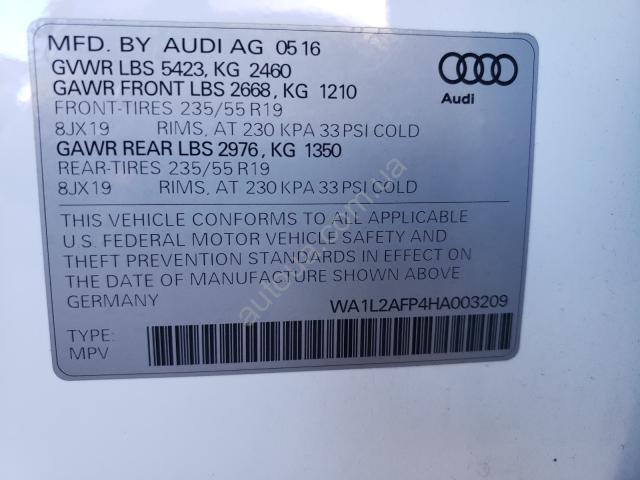 MFD. BY AUDI AG 0516
GVWR LBS 5423, KG 2460
GAWR FRONT LBS 2668, KG 1210
FRONT-TIRES 235/55 R19
8JX19 RIMS, AT 230 KPA 33 PSI COLD
GAWR REAR LBS 2976, KG 1350
REAR-TIRES 235/55 R19
8JX19 RIMS, AT 230 KPA 33 PSI COLD
Audi
THIS VEHICLE CONFORMS TO ALL APPLICABLE
U.S. FEDERAL MOTOR VEHICLE SAFETY AND
THEFT PREVENTION STANDARDS IN EFFECT ON
THE DATE OF MANUFACTURE SHOWN ABOVE
GERMANY WA1L2AFP4HA003209
TYPE:
MPV